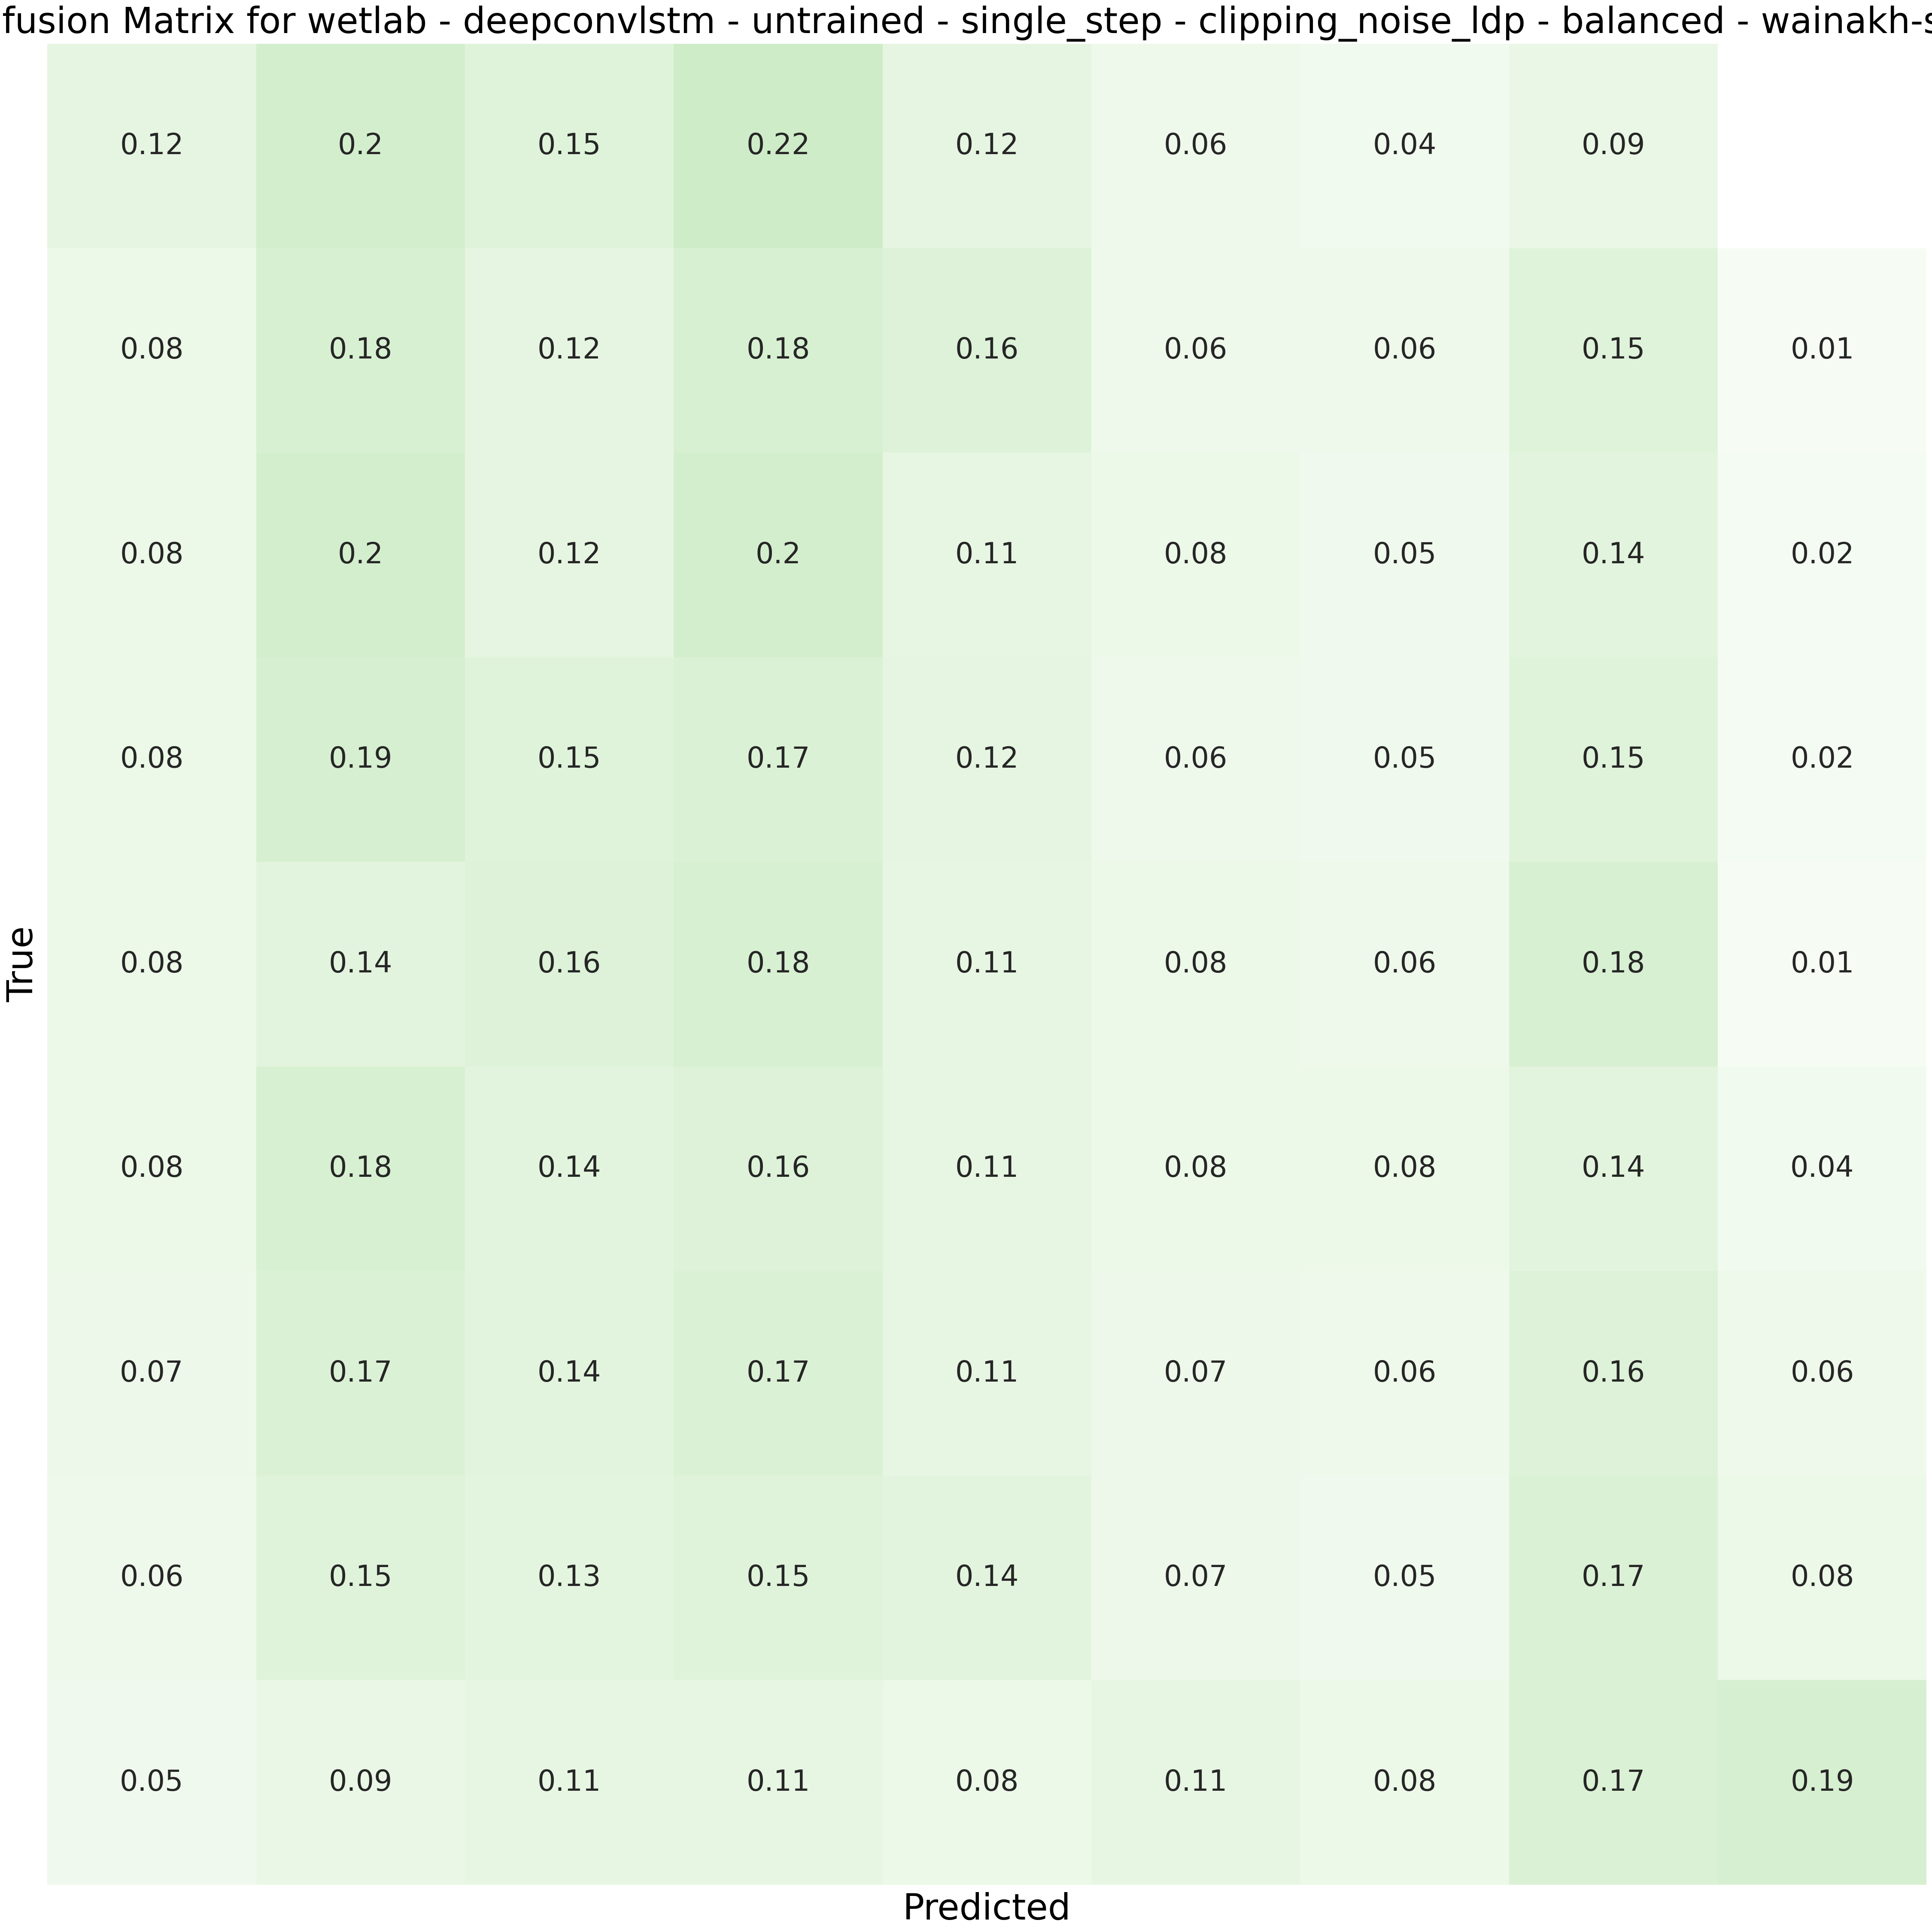 fusion Matrix for wetlab - deepconvlstm - untrained - single_step - clipping_noise_ldp - balanced - wainakh-s
0.12 0.2 0.15 0.22 0.12 0.06 0.04 0.09
0.08 0.18 0.12 0.18 0.16 0.06 0.06 0.15 0.01
0.08 0.2 0.12 0.2 0.11 0.08 0.05 0.14 0.02
0.08 0.19 0.15 0.17 0.12 0.06 0.05 0.15 0.02
0.08 0.14 0.16 0.18 0.11 0.08 0.06 0.18 0.01
0.08 0.18 0.14 0.16 0.11 0.08 0.08 0.14 0.04
0.07 0.17 0.14 0.17 0.11 0.07 0.06 0.16 0.06
0.06 0.15 0.13 0.15 0.14 0.07 0.05 0.17 0.08
0.05 0.09 0.11 0.11 0.08 0.11 0.08 0.17 0.19
True
Predicted